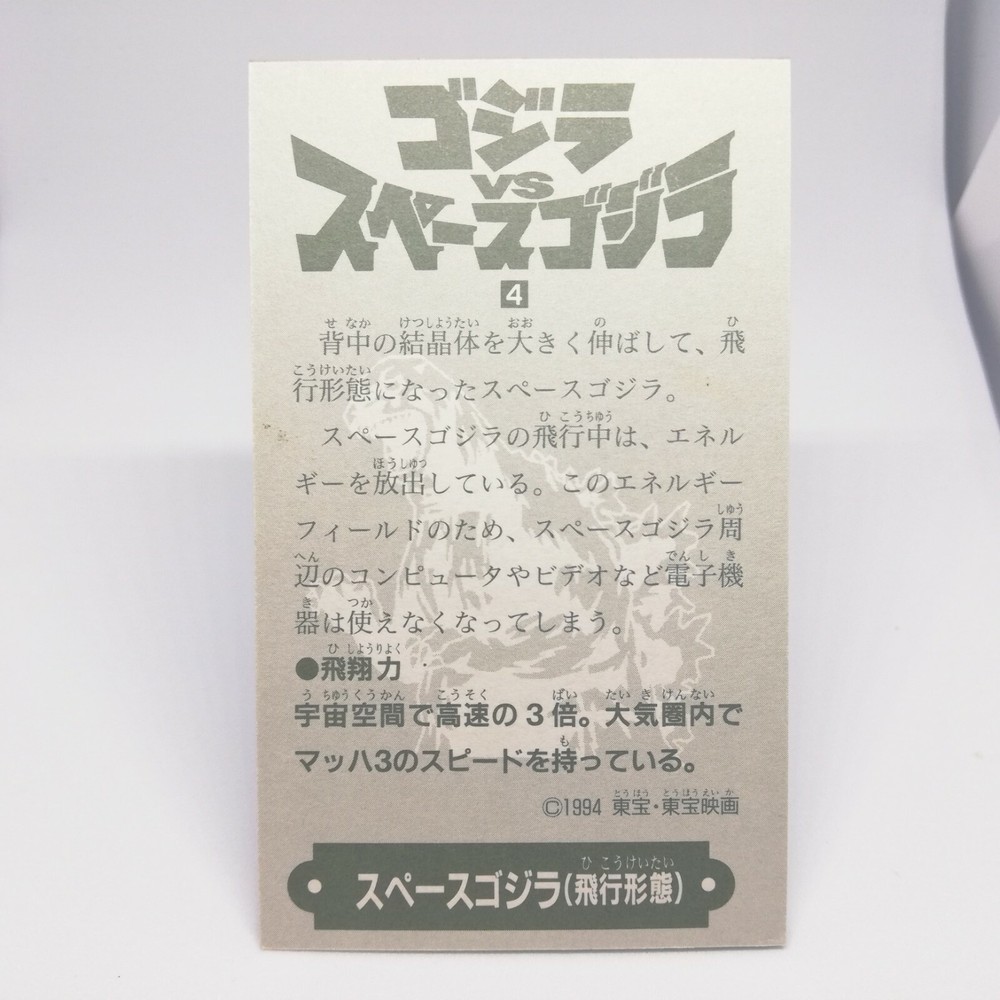 ゴジラ
VS
スペースゴジラ
4
背中の結晶体を大きく伸ばして、飛
行形態になったスペースゴジラ。
スペースゴジラの飛行中は、エネル
ギーを放出している。このエネルギー
フィールドのため、スペースゴジラ周
辺のコンピュータやビデオなど電子機
器は使えなくなってしまう。
●飛翔力
宇宙空間で高速の3倍。大気圏内で
マッハ3のスピードを持っている。
©1994 東宝・東宝映画
スペースゴジラ(飛行形態)